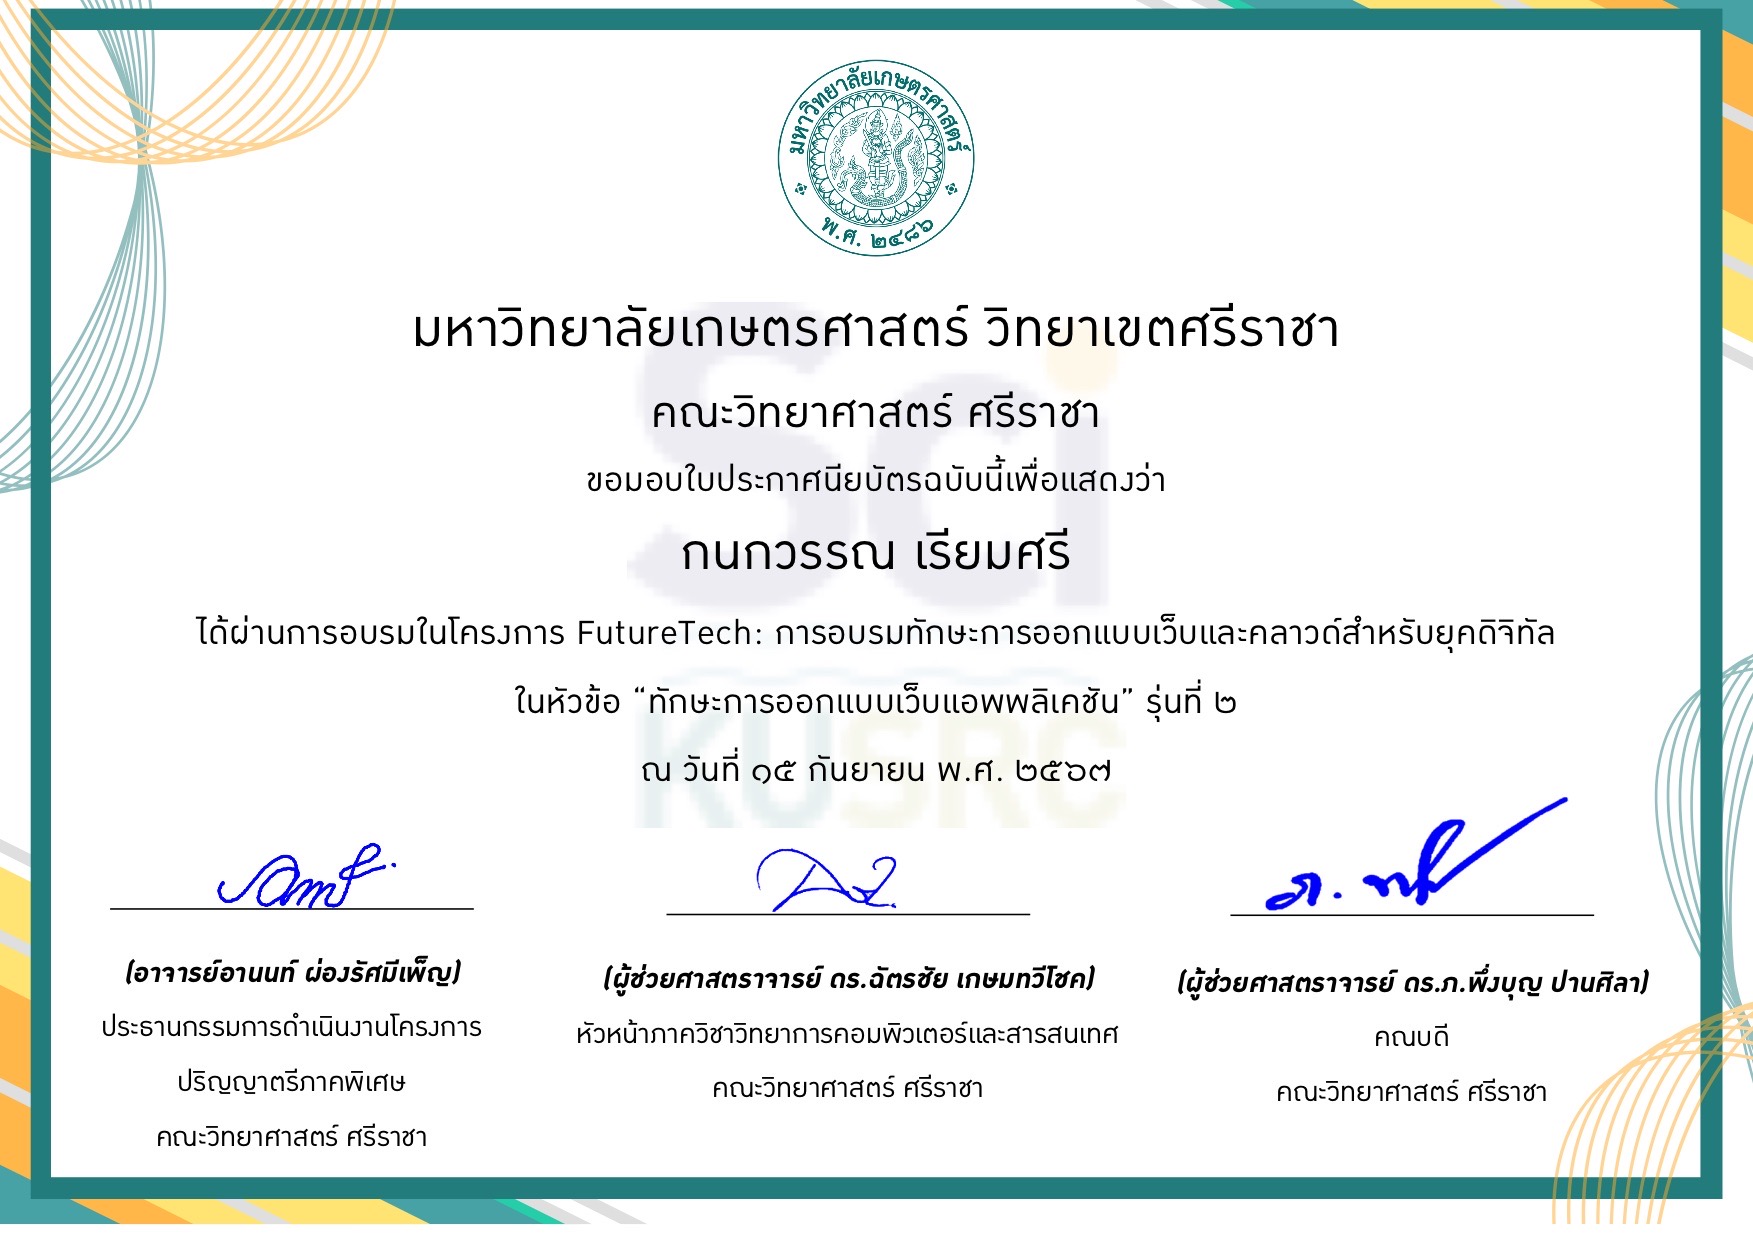 มหาวิทยาลัยเกษตรศาสตร์
พ.ศ. ๒๔๘๖
มหาวิทยาลัยเกษตรศาสตร์ วิทยาเขตศรีราชา
คณะวิทยาศาสตร์ ศรีราชา
ขอมอบใบประกาศนียบัตรฉบับนี้เพื่อแสดงว่า
กนกวรรณ เรียมศรี
ได้ผ่านการอบรมในโครงการ FutureTech: การอบรมทักษะการออกแบบเว็บและคลาวด์สำหรับยุคดิจิทัล
ในหัวข้อ “ทักษะการออกแบบเว็บแอพพลิเคชัน” รุ่นที่ ๒
ณ วันที่ ๑๕ กันยายน พ.ศ. ๒๕๖๗
Sci
KUSRC
(อาจารย์อานนท์ ผ่องรัศมีเพ็ญ)
ประธานกรรมการดำเนินงานโครงการ
ปริญญาตรีภาคพิเศษ
คณะวิทยาศาสตร์ ศรีราชา
(ผู้ช่วยศาสตราจารย์ ดร.ฉัตรชัย เกษมทวีโชค)
หัวหน้าภาควิชาวิทยาการคอมพิวเตอร์และสารสนเทศ
คณะวิทยาศาสตร์ ศรีราชา
(ผู้ช่วยศาสตราจารย์ ดร.ภ.พึ่งบุญ ปานศิลา)
คณบดี
คณะวิทยาศาสตร์ ศรีราชา